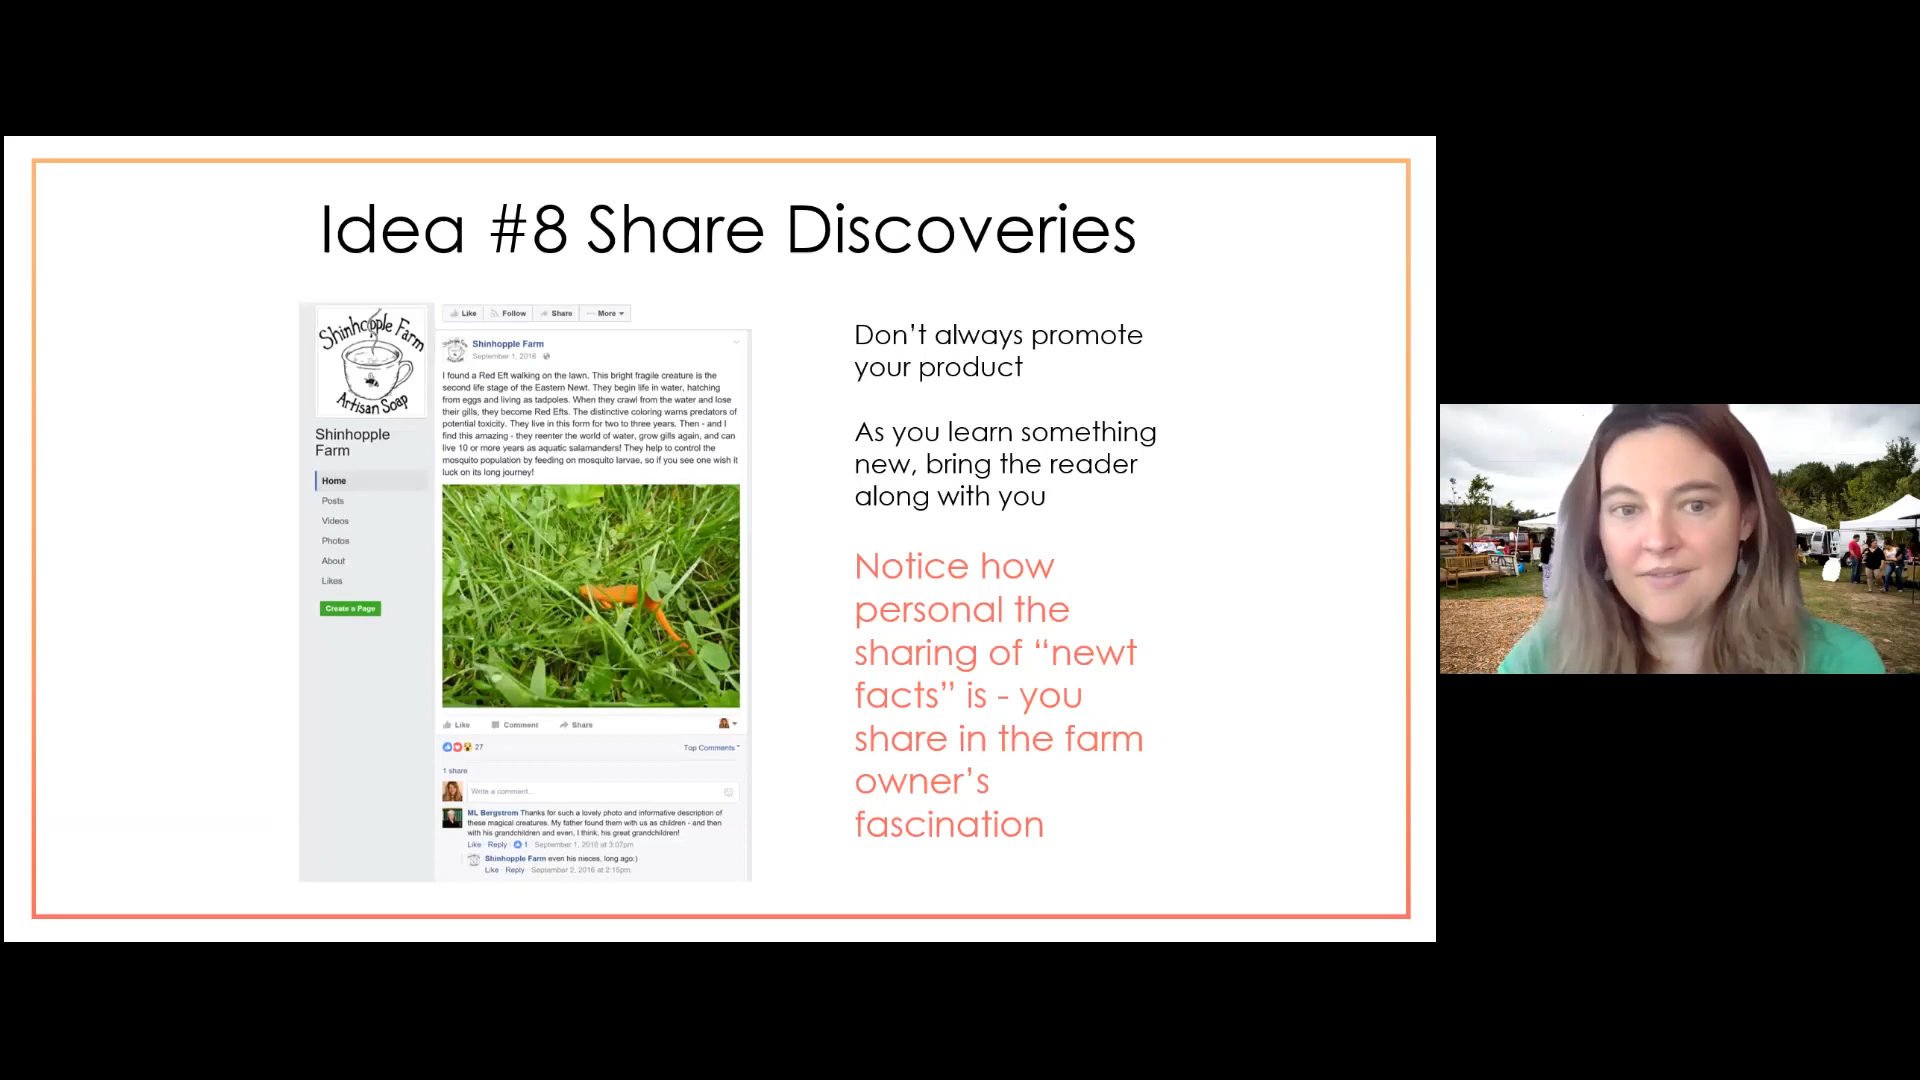 Idea #8 Share Discoveries
Shinhopple Farm
Artisan Soap
Shinhopple
Farm
Home
Posts
Videos
Photos
About
Likes
Create a Page
Like Follow Share More
Shinhopple Farm
September 1, 2016
I found a Red Eft walking on the lawn. This bright fragile creature is the
second life stage of the Eastern Newt. They begin life in water, hatching
from eggs and living as tadpoles. When they crawl from the water and lose
their gills, they become Red Efts. The distinctive coloring warns predators of
potential toxicity. They live in this form for two to three years. Then - and I
find this amazing - they reenter the world of water, grow gills again, and can
live 10 or more years as aquatic salamanders! They help to control the
mosquito population by feeding on mosquito larvae, so if you see one wish it
luck on its long journey!
Like Comment Share
27
Top Comments
1 share
Write a comment...
ML Bergstrom Thanks for such a lovely photo and informative description of
these magical creatures. My father found them with us as children - and then
with his grandchildren and even, I think, his great grandchildren!
Like · Reply · 1 · September 1, 2016 at 3:07pm
Shinhopple Farm even his nieces, long ago:)
Like · Reply · September 2, 2016 at 2:15pm
Don’t always promote
your product
As you learn something
new, bring the reader
along with you
Notice how
personal the
sharing of “newt
facts” is - you
share in the farm
owner’s
fascination